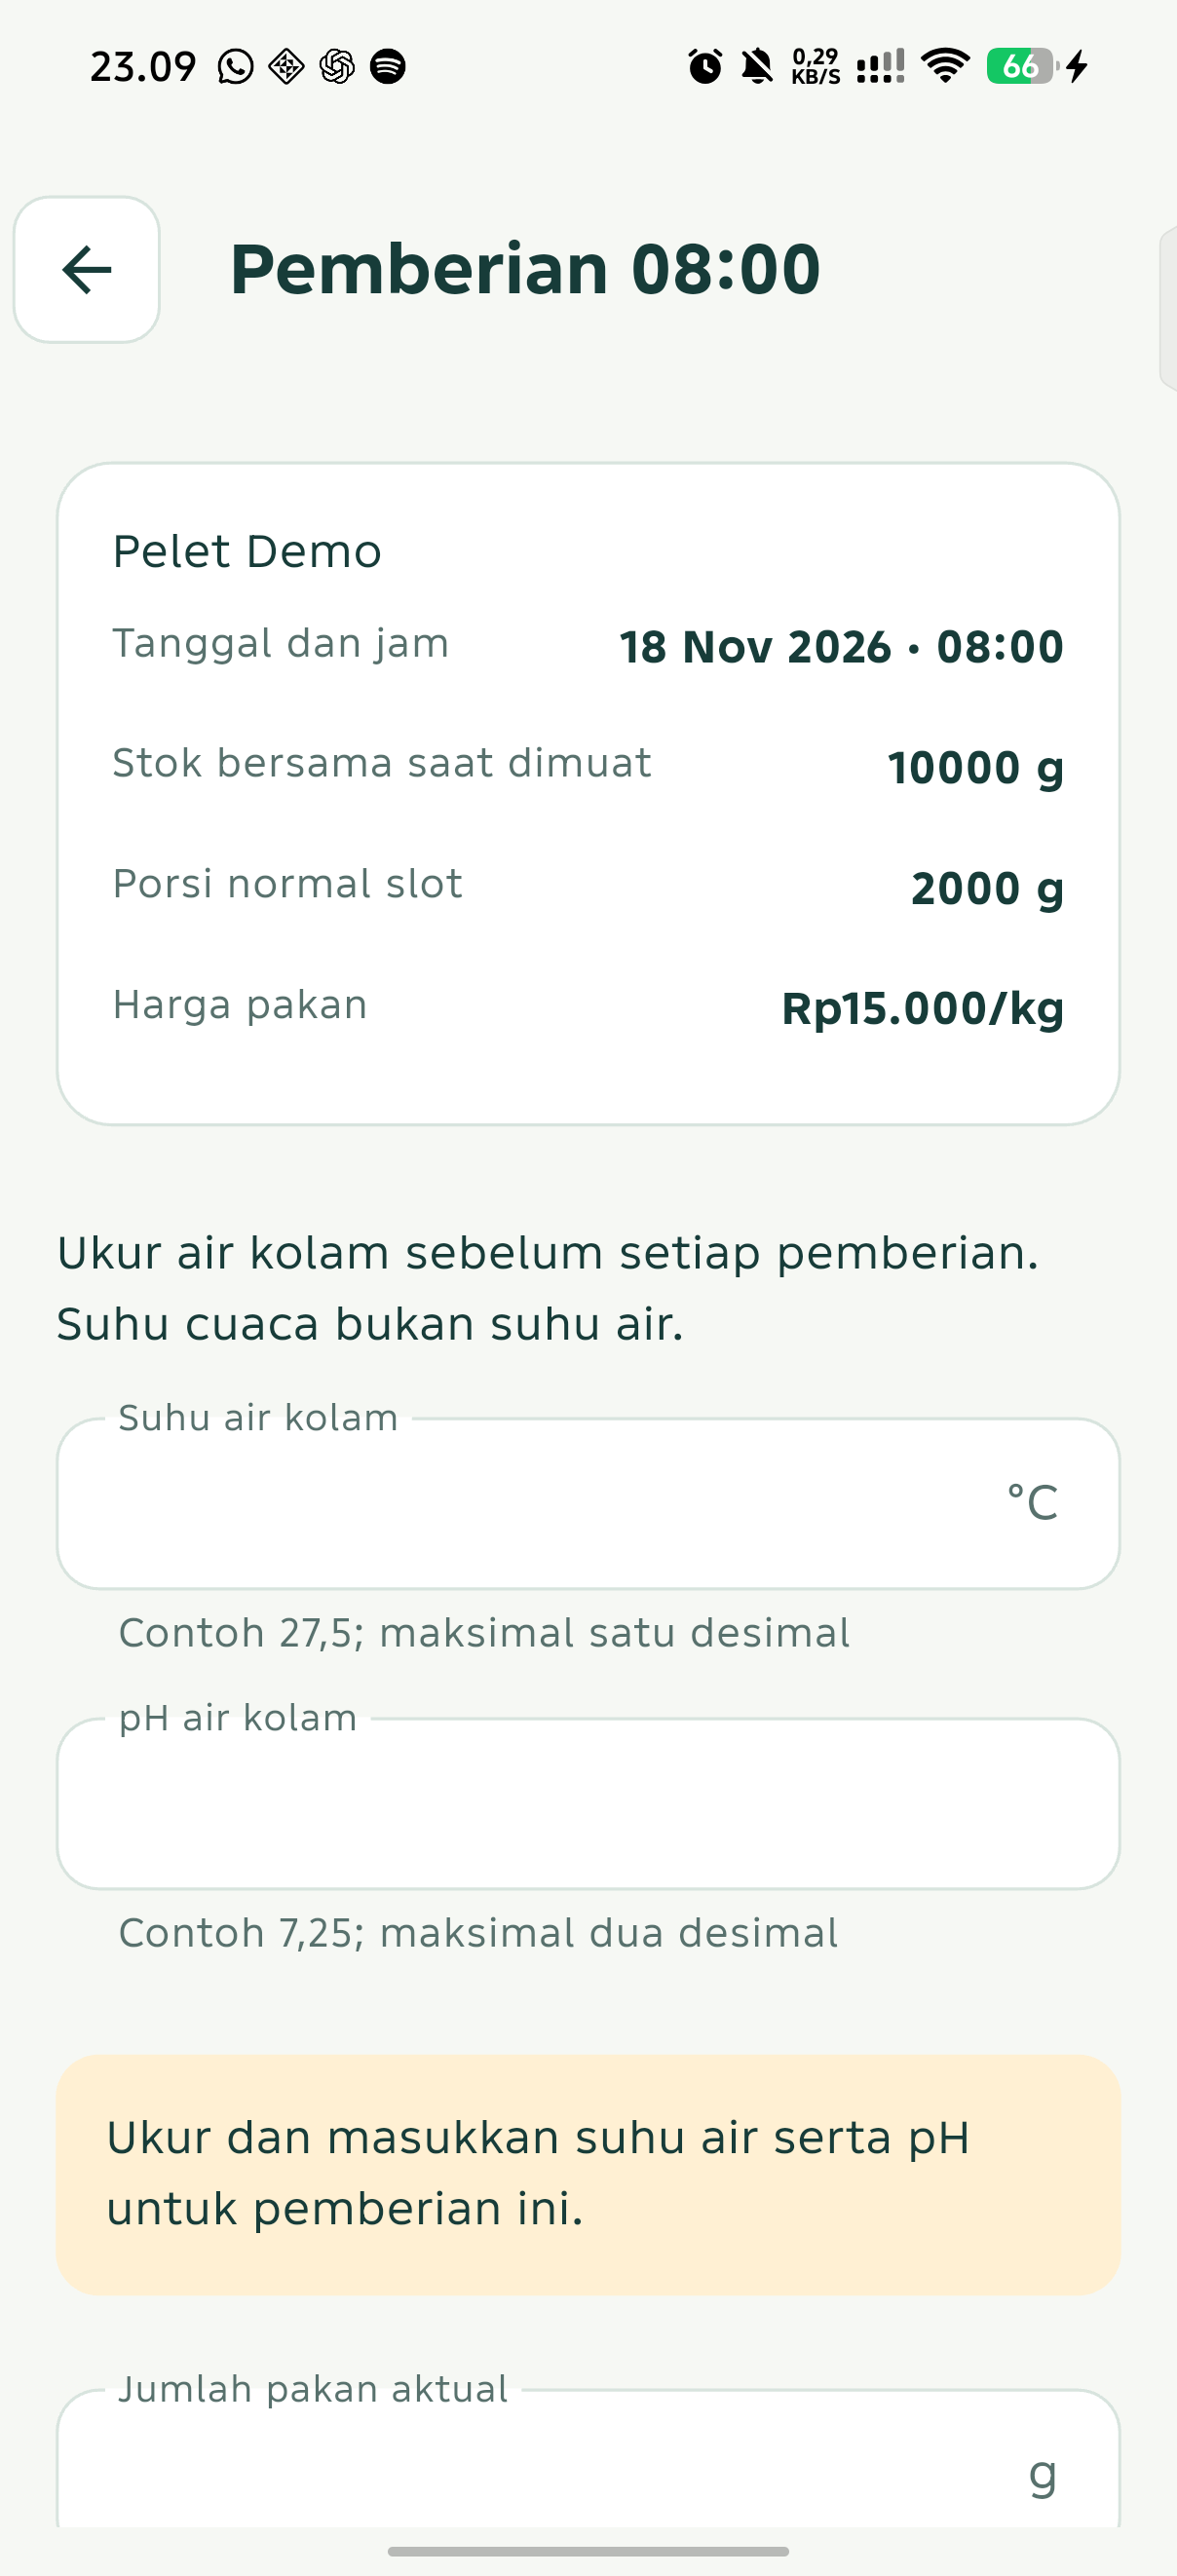 23.09
0,29
KB/S
66
Pemberian 08:00
Pelet Demo
Tanggal dan jam 18 Nov 2026 • 08:00
Stok bersama saat dimuat 10000 g
Porsi normal slot 2000 g
Harga pakan Rp15.000/kg
Ukur air kolam sebelum setiap pemberian.
Suhu cuaca bukan suhu air.
Suhu air kolam
°C
Contoh 27,5; maksimal satu desimal
pH air kolam
Contoh 7,25; maksimal dua desimal
Ukur dan masukkan suhu air serta pH
untuk pemberian ini.
Jumlah pakan aktual
g